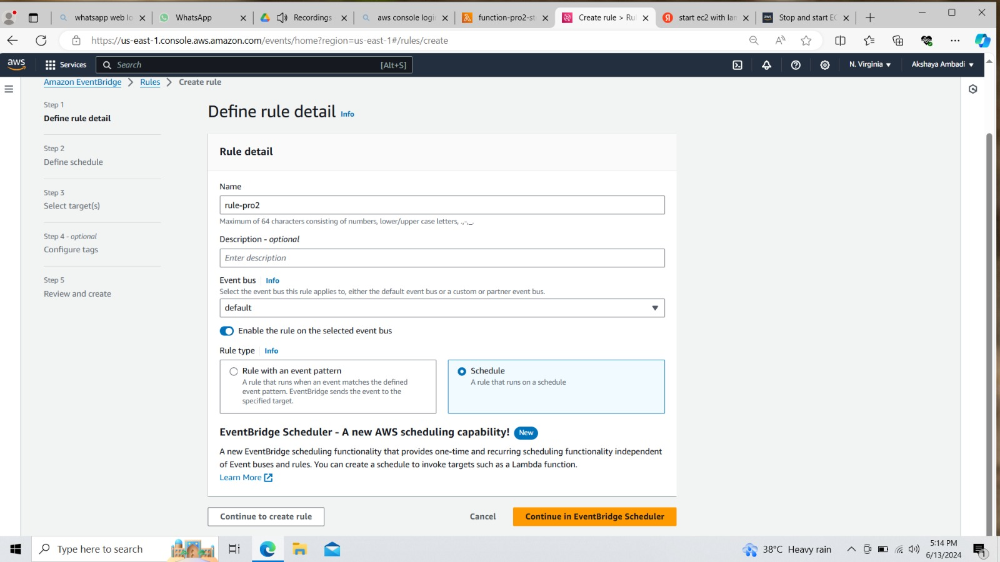 whatsapp web lo
WhatsApp
Recordings
aws console logi
function-pro2-st
Create rule > Rul
start ec2 with lan
Stop and start EC
https://us-east-1.console.aws.amazon.com/events/home?region=us-east-1#/rules/create
aws
Services
Search
[Alt+S]
N. Virginia
Akshaya Ambadi
Amazon EventBridge
Rules
Create rule
Step 1
Define rule detail
Step 2
Define schedule
Step 3
Select target(s)
Step 4 - optional
Configure tags
Step 5
Review and create
Define rule detail Info
Rule detail
Name
rule-pro2
Maximum of 64 characters consisting of numbers, lower/upper case letters, .,-,_.
Description - optional
Enter description
Event bus Info
Select the event bus this rule applies to, either the default event bus or a custom or partner event bus.
default
Enable the rule on the selected event bus
Rule type Info
Rule with an event pattern
A rule that runs when an event matches the defined
event pattern. EventBridge sends the event to the
specified target.
Schedule
A rule that runs on a schedule
EventBridge Scheduler - A new AWS scheduling capability! New
A new EventBridge scheduling functionality that provides one-time and recurring scheduling functionality independent
of Event buses and rules. You can create a schedule to invoke targets such as a Lambda function.
Learn More
Continue to create rule
Cancel
Continue in EventBridge Scheduler
Type here to search
38°C Heavy rain
5:14 PM
6/13/2024
1